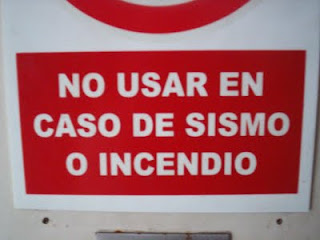 NO USAR EN
CASO DE SISMO
O INCENDIO